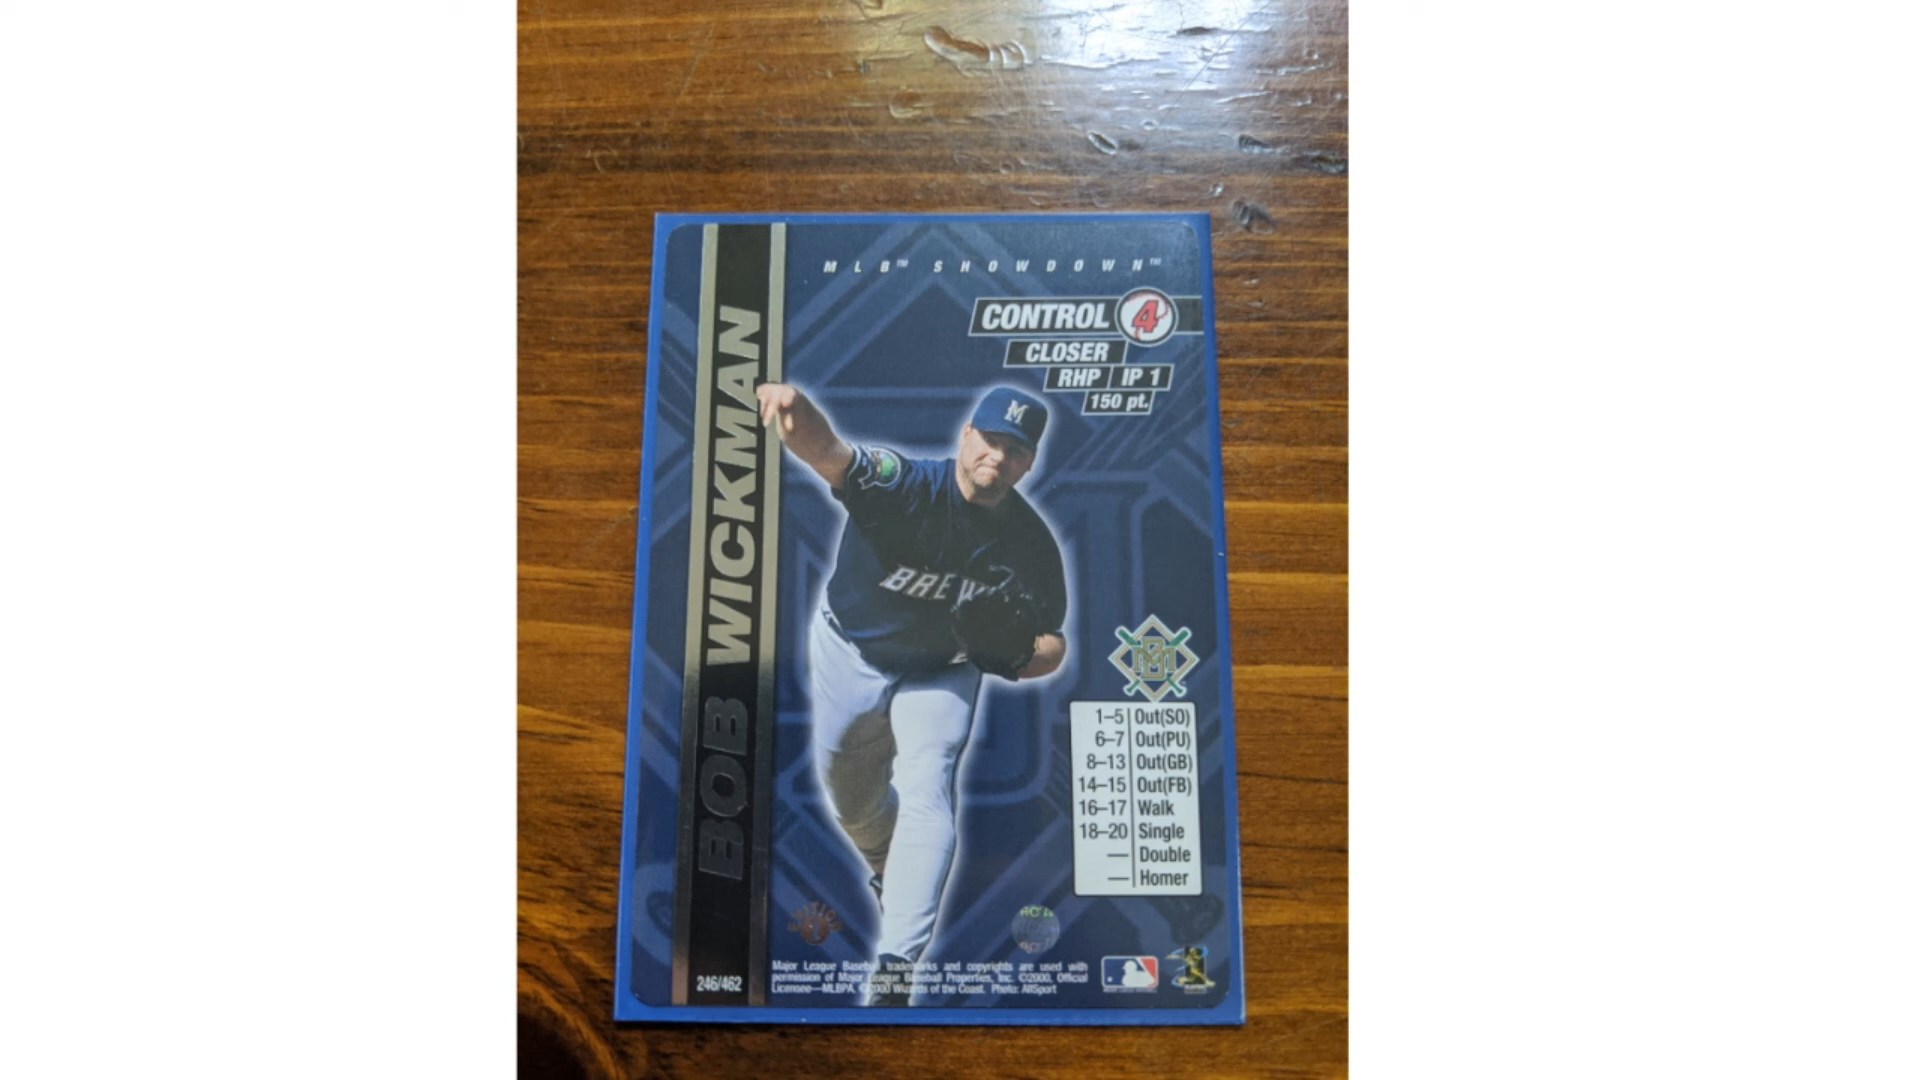 MLB™ SHOWDOWN™
CONTROL 4
CLOSER
RHP IP 1
150 pt.
BOB WICKMAN
M
BREW
1–5 Out(SO)
6–7 Out(PU)
8–13 Out(GB)
14–15 Out(FB)
16–17 Walk
18–20 Single
— Double
— Homer
246/462
Major League Baseball trademarks and copyrights are used with
permission of Major League Baseball Properties, Inc. ©2000, Official
Licensee—MLBPA. ©2000 Wizards of the Coast. Photo: AllSport